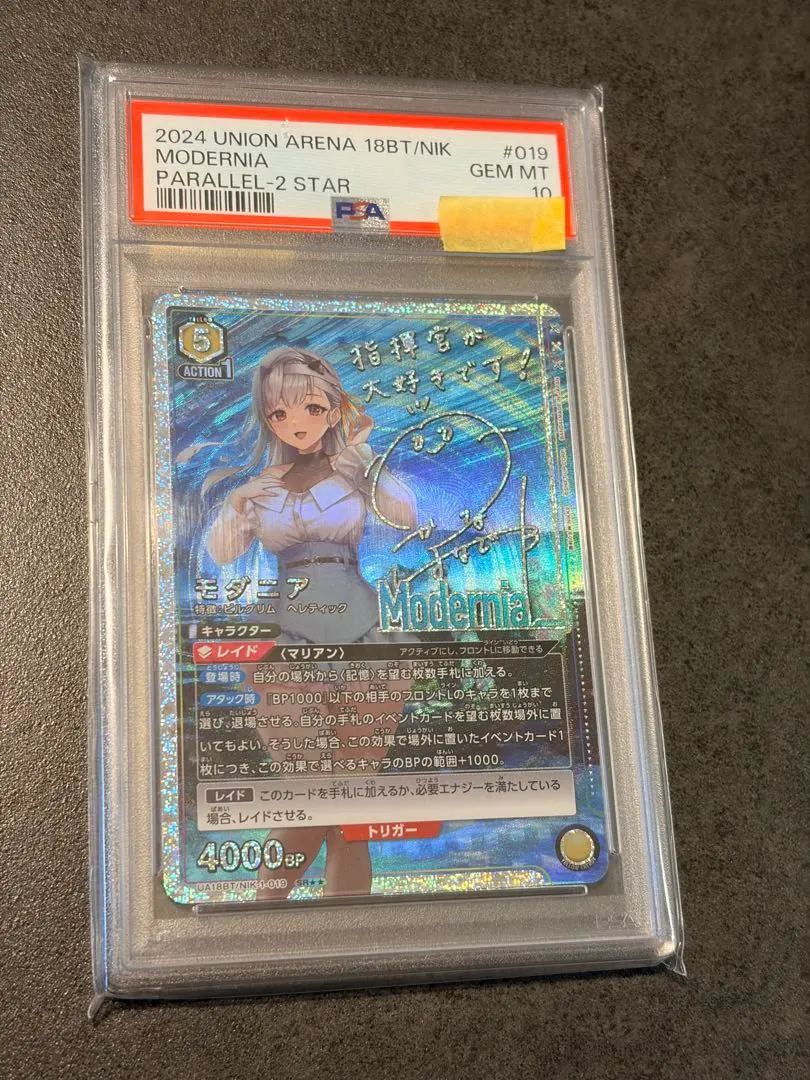 2024 UNION ARENA 18BT/NIK #019
MODERNIA GEM MT
PARALLEL-2 STAR 10
PSA
5
ACTION 1
指揮官が
大好きです!
モダニア
特徴:ピルグリム ヘレティック
Modernia
キャラクター
レイド 〈マリアン〉 アクティブにし、フロントLに移動できる
登場時 自分の場外から〈記憶〉を望む枚数手札に加える。
アタック時 『BP1000』以下の相手のフロントLのキャラを1枚まで
選び、退場させる。自分の手札のイベントカードを望む枚数場外に置
いてもよい。そうした場合、この効果で場外に置いたイベントカード1
枚につき、この効果で選べるキャラのBPの範囲+1000。
レイド このカードを手札に加えるか、必要エナジーを満たしている
場合、レイドさせる。
トリガー
4000BP
UA18BT/NIK-1-019 SR★★